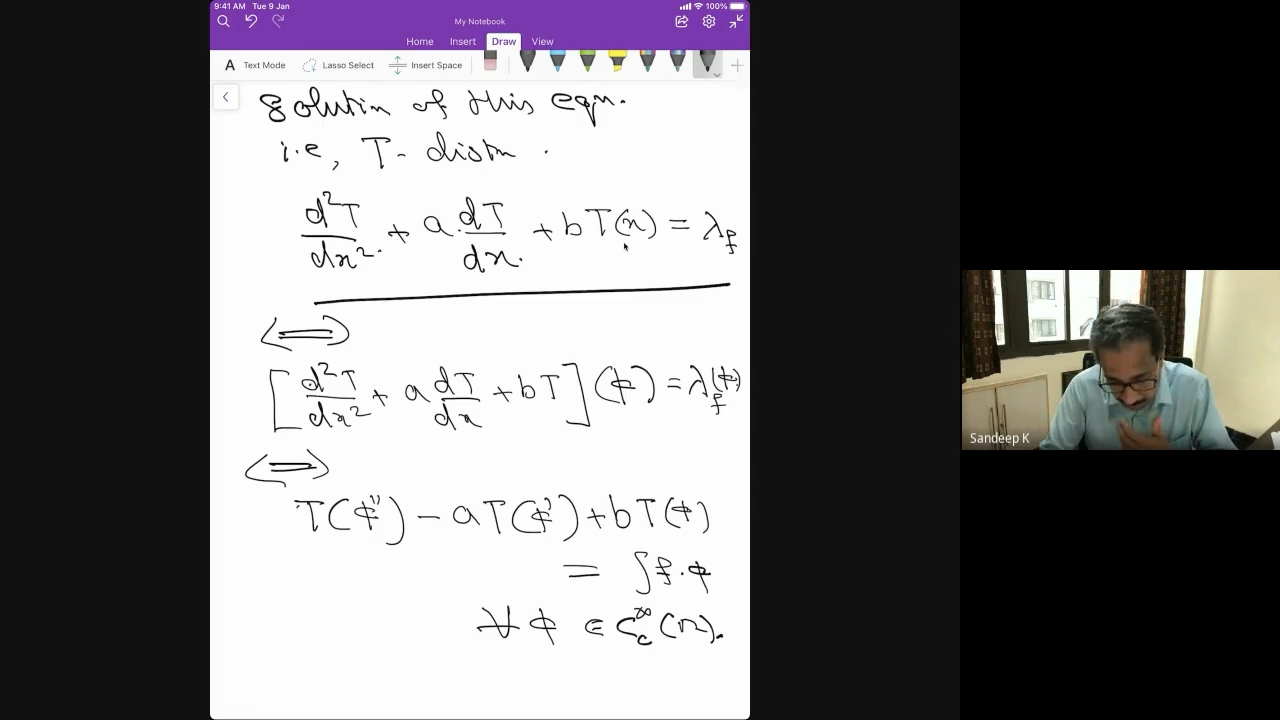 9:41 AM Tue 9 Jan
100%
My Notebook
Home Insert Draw View
A Text Mode Lasso Select Insert Space
Solutin of this eqn.
i.e, T- distn.
d²T/dx² + a.dT/dx + bT(x) = λ_f
⟺
[d²T/dx² + a dT/dx + bT](ϕ) = λ_f(ϕ)
⟺
T(ϕ'') - aT(ϕ') + bT(ϕ)
= ∫f.ϕ
∀ ϕ ∈ C_c^∞(Ω).
Sandeep K